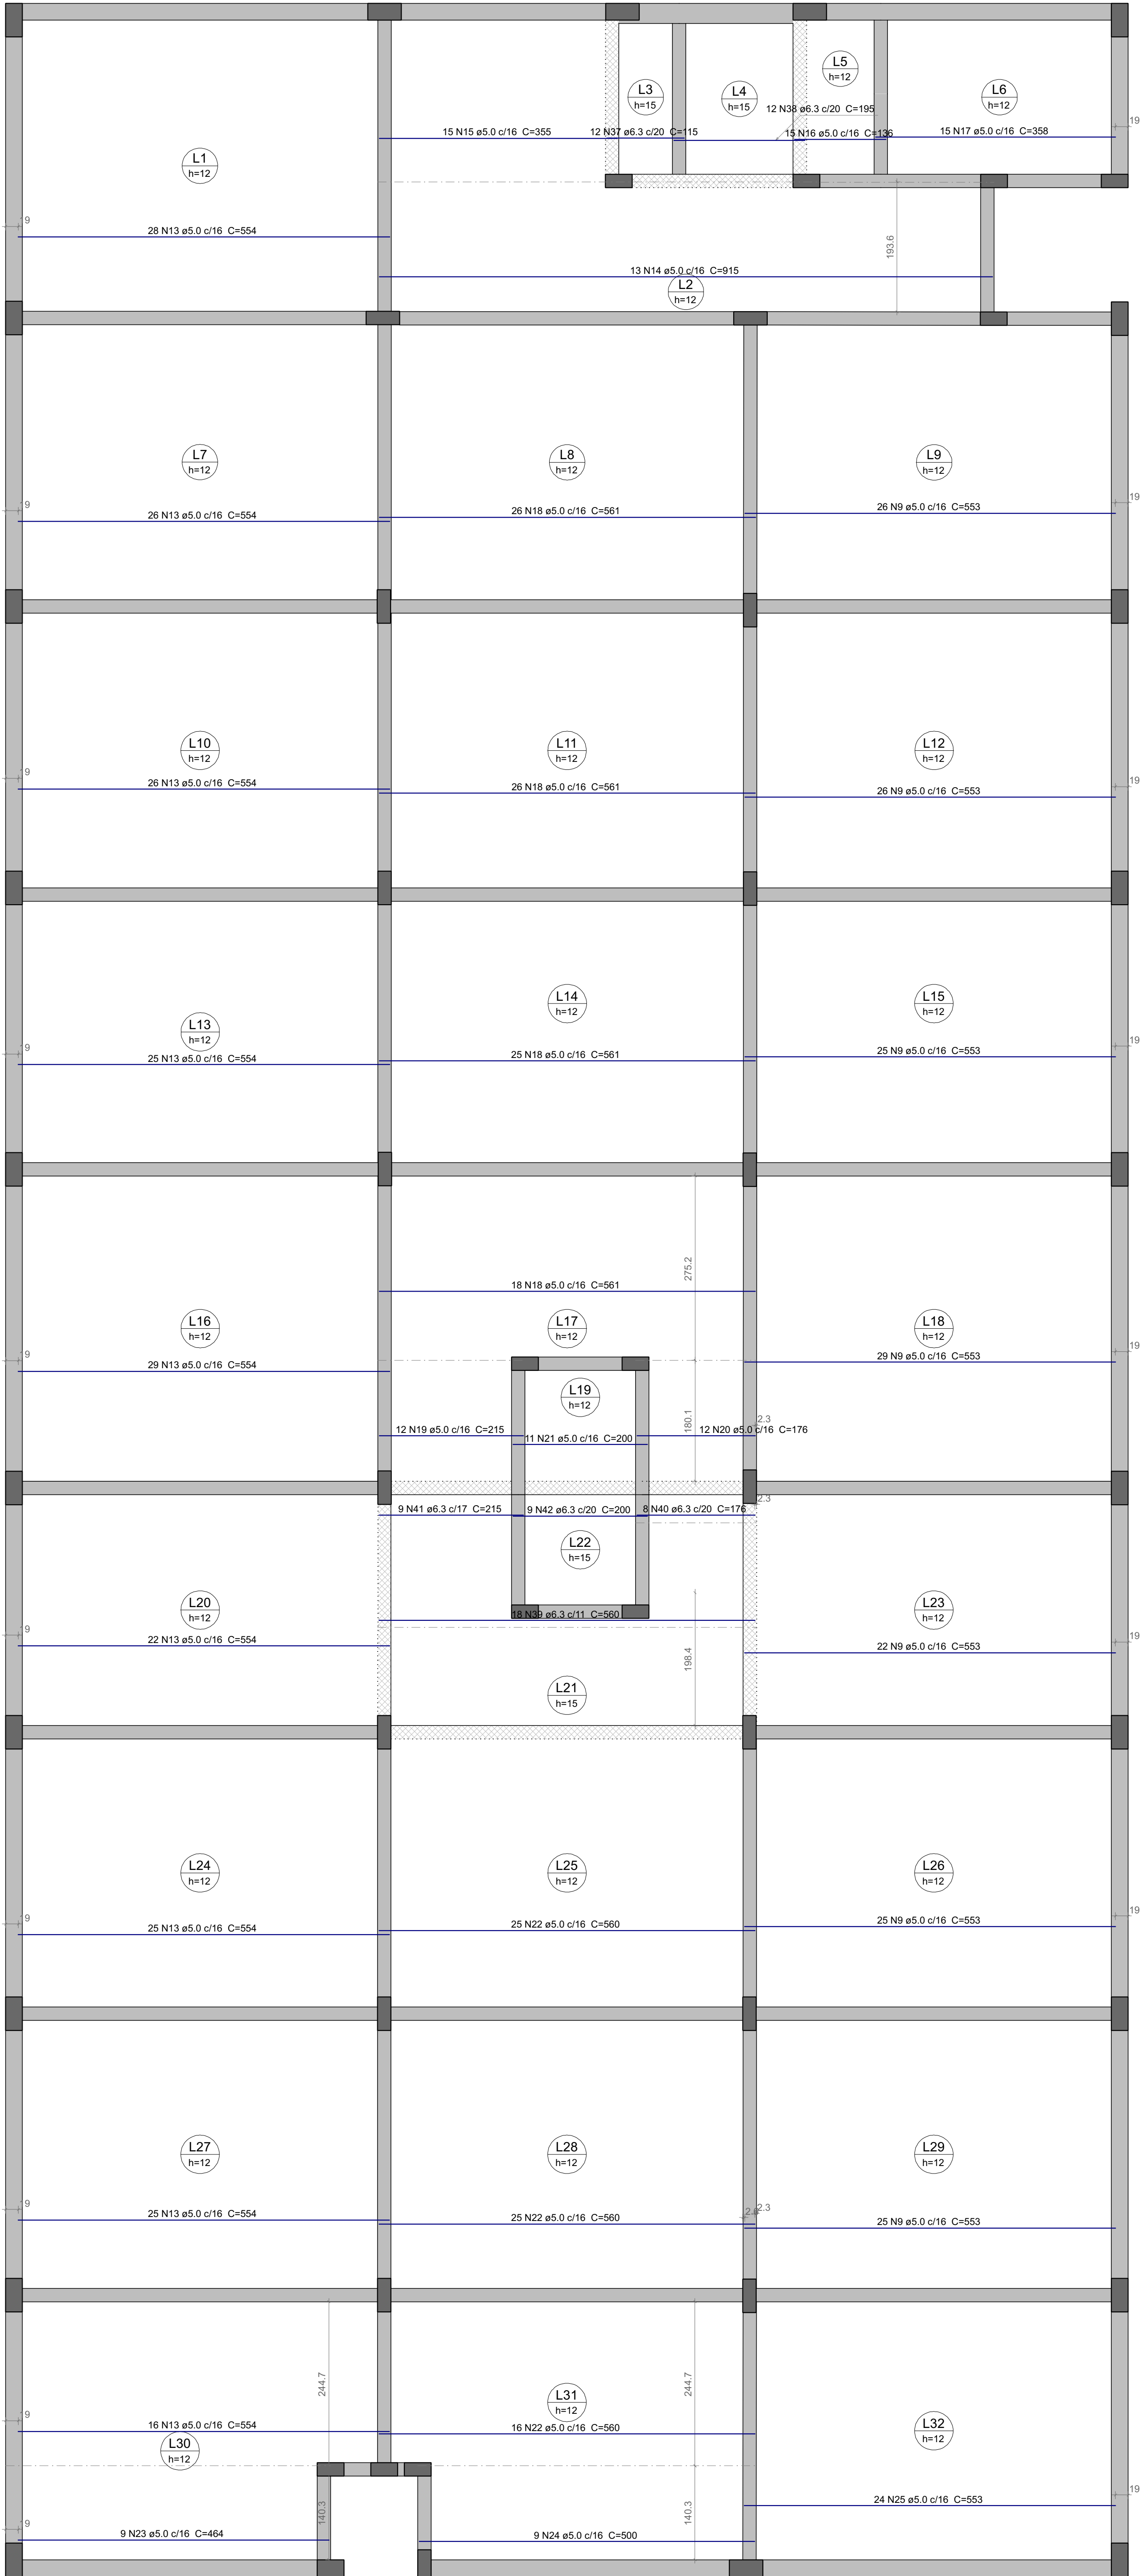 L5
h=12
L3
h=15
L4
h=15
L6
h=12
12 N38 ø6.3 c/20 C=195
19
15 N15 ø5.0 c/16 C=355
12 N37 ø6.3 c/20 C=115
15 N16 ø5.0 c/16 C=136
15 N17 ø5.0 c/16 C=358
L1
h=12
19
28 N13 ø5.0 c/16 C=554
193.6
13 N14 ø5.0 c/16 C=915
L2
h=12
L7
h=12
L8
h=12
L9
h=12
19
19
26 N13 ø5.0 c/16 C=554
26 N18 ø5.0 c/16 C=561
26 N9 ø5.0 c/16 C=553
L10
h=12
L11
h=12
L12
h=12
19
19
26 N13 ø5.0 c/16 C=554
26 N18 ø5.0 c/16 C=561
26 N9 ø5.0 c/16 C=553
L13
h=12
L14
h=12
L15
h=12
19
19
25 N13 ø5.0 c/16 C=554
25 N18 ø5.0 c/16 C=561
25 N9 ø5.0 c/16 C=553
275.2
18 N18 ø5.0 c/16 C=561
L16
h=12
L17
h=12
L18
h=12
19
19
29 N13 ø5.0 c/16 C=554
29 N9 ø5.0 c/16 C=553
L19
h=12
180.1
2.3
12 N19 ø5.0 c/16 C=215
11 N21 ø5.0 c/16 C=200
12 N20 ø5.0 c/16 C=176
2.3
9 N41 ø6.3 c/17 C=215
9 N42 ø6.3 c/20 C=200
8 N40 ø6.3 c/20 C=176
L22
h=15
L20
h=12
18 N39 ø6.3 c/11 C=560
L23
h=12
19
19
22 N13 ø5.0 c/16 C=554
198.4
22 N9 ø5.0 c/16 C=553
L21
h=15
L24
h=12
L25
h=12
L26
h=12
19
19
25 N13 ø5.0 c/16 C=554
25 N22 ø5.0 c/16 C=560
25 N9 ø5.0 c/16 C=553
L27
h=12
L28
h=12
L29
h=12
19
2.3
19
25 N13 ø5.0 c/16 C=554
25 N22 ø5.0 c/16 C=560
25 N9 ø5.0 c/16 C=553
244.7
244.7
L31
h=12
19
16 N13 ø5.0 c/16 C=554
16 N22 ø5.0 c/16 C=560
L32
h=12
L30
h=12
19
24 N25 ø5.0 c/16 C=553
140.3
140.3
19
9 N23 ø5.0 c/16 C=464
9 N24 ø5.0 c/16 C=500